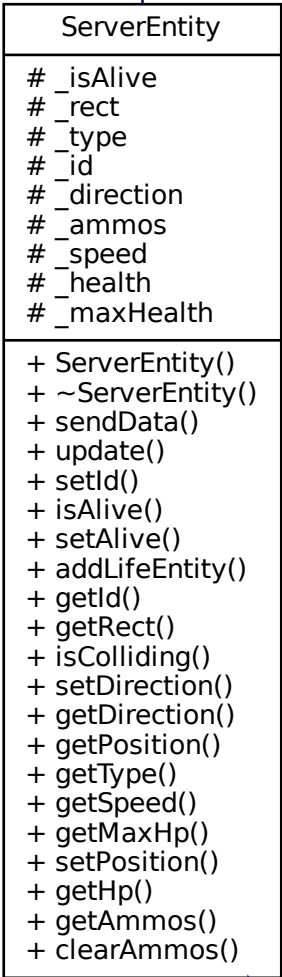 ServerEntity
# _isAlive
# _rect
# _type
# _id
# _direction
# _ammos
# _speed
# _health
# _maxHealth
+ ServerEntity()
+ ~ServerEntity()
+ sendData()
+ update()
+ setId()
+ isAlive()
+ setAlive()
+ addLifeEntity()
+ getId()
+ getRect()
+ isColliding()
+ setDirection()
+ getDirection()
+ getPosition()
+ getType()
+ getSpeed()
+ getMaxHp()
+ setPosition()
+ getHp()
+ getAmmos()
+ clearAmmos()